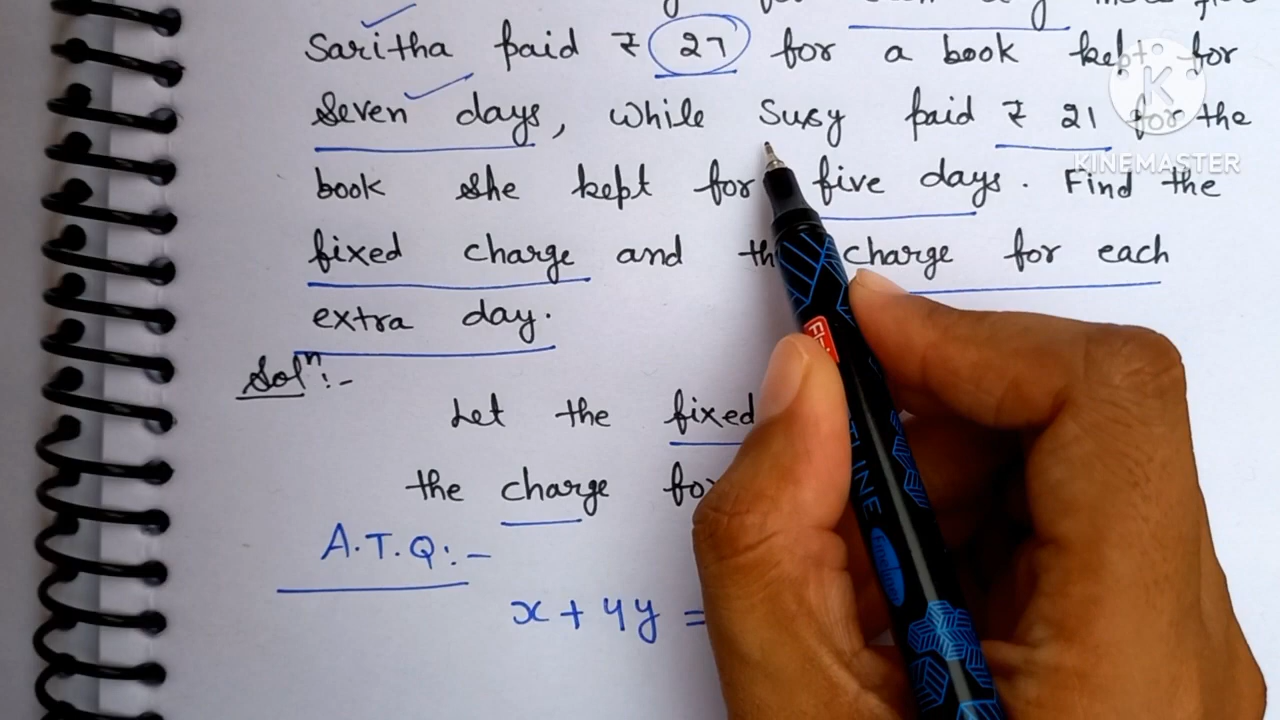 Saritha paid ₹ 27 for a book kept for
Seven days, while Susy paid ₹ 21 for the
book she kept for five days. Find the
fixed charge and the charge for each
extra day.
Solⁿ:-
Let the fixed
the charge for
A.T.Q:-
x + 4y =
KINEMASTER